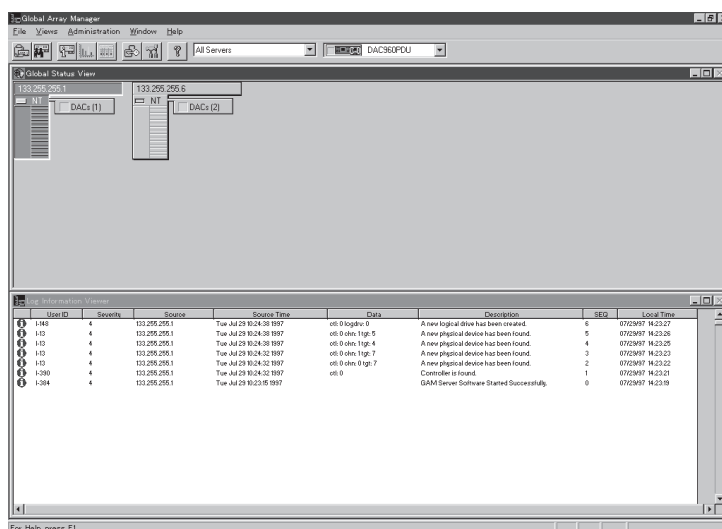 Global Array Manager
File Views Administration Window Help
All Servers DAC960PDU
Global Status View
133.255.255.1 133.255.255.6
NT DACs (1) NT DACs (2)
Log Information Viewer
User ID Severity Source Source Time Data Description SEQ Local Time
I-148 4 133.255.255.1 Tue Jul 29 10:24:38 1997 ctl: 0 logdrv: 0 A new logical drive has been created. 6 07/29/97 14:23:27
I-13 4 133.255.255.1 Tue Jul 29 10:24:38 1997 ctl: 0 chn: 1 tgt: 5 A new physical device has been found. 5 07/29/97 14:23:26
I-13 4 133.255.255.1 Tue Jul 29 10:24:38 1997 ctl: 0 chn: 1 tgt: 4 A new physical device has been found. 4 07/29/97 14:23:25
I-13 4 133.255.255.1 Tue Jul 29 10:24:32 1997 ctl: 0 chn: 1 tgt: 7 A new physical device has been found. 3 07/29/97 14:23:23
I-13 4 133.255.255.1 Tue Jul 29 10:24:32 1997 ctl: 0 chn: 0 tgt: 7 A new physical device has been found. 2 07/29/97 14:23:22
I-390 4 133.255.255.1 Tue Jul 29 10:24:32 1997 ctl: 0 Controller is found. 1 07/29/97 14:23:21
I-384 4 133.255.255.1 Tue Jul 29 10:23:15 1997 GAM Server Software Started Successfully. 0 07/29/97 14:23:19
For Help, press F1